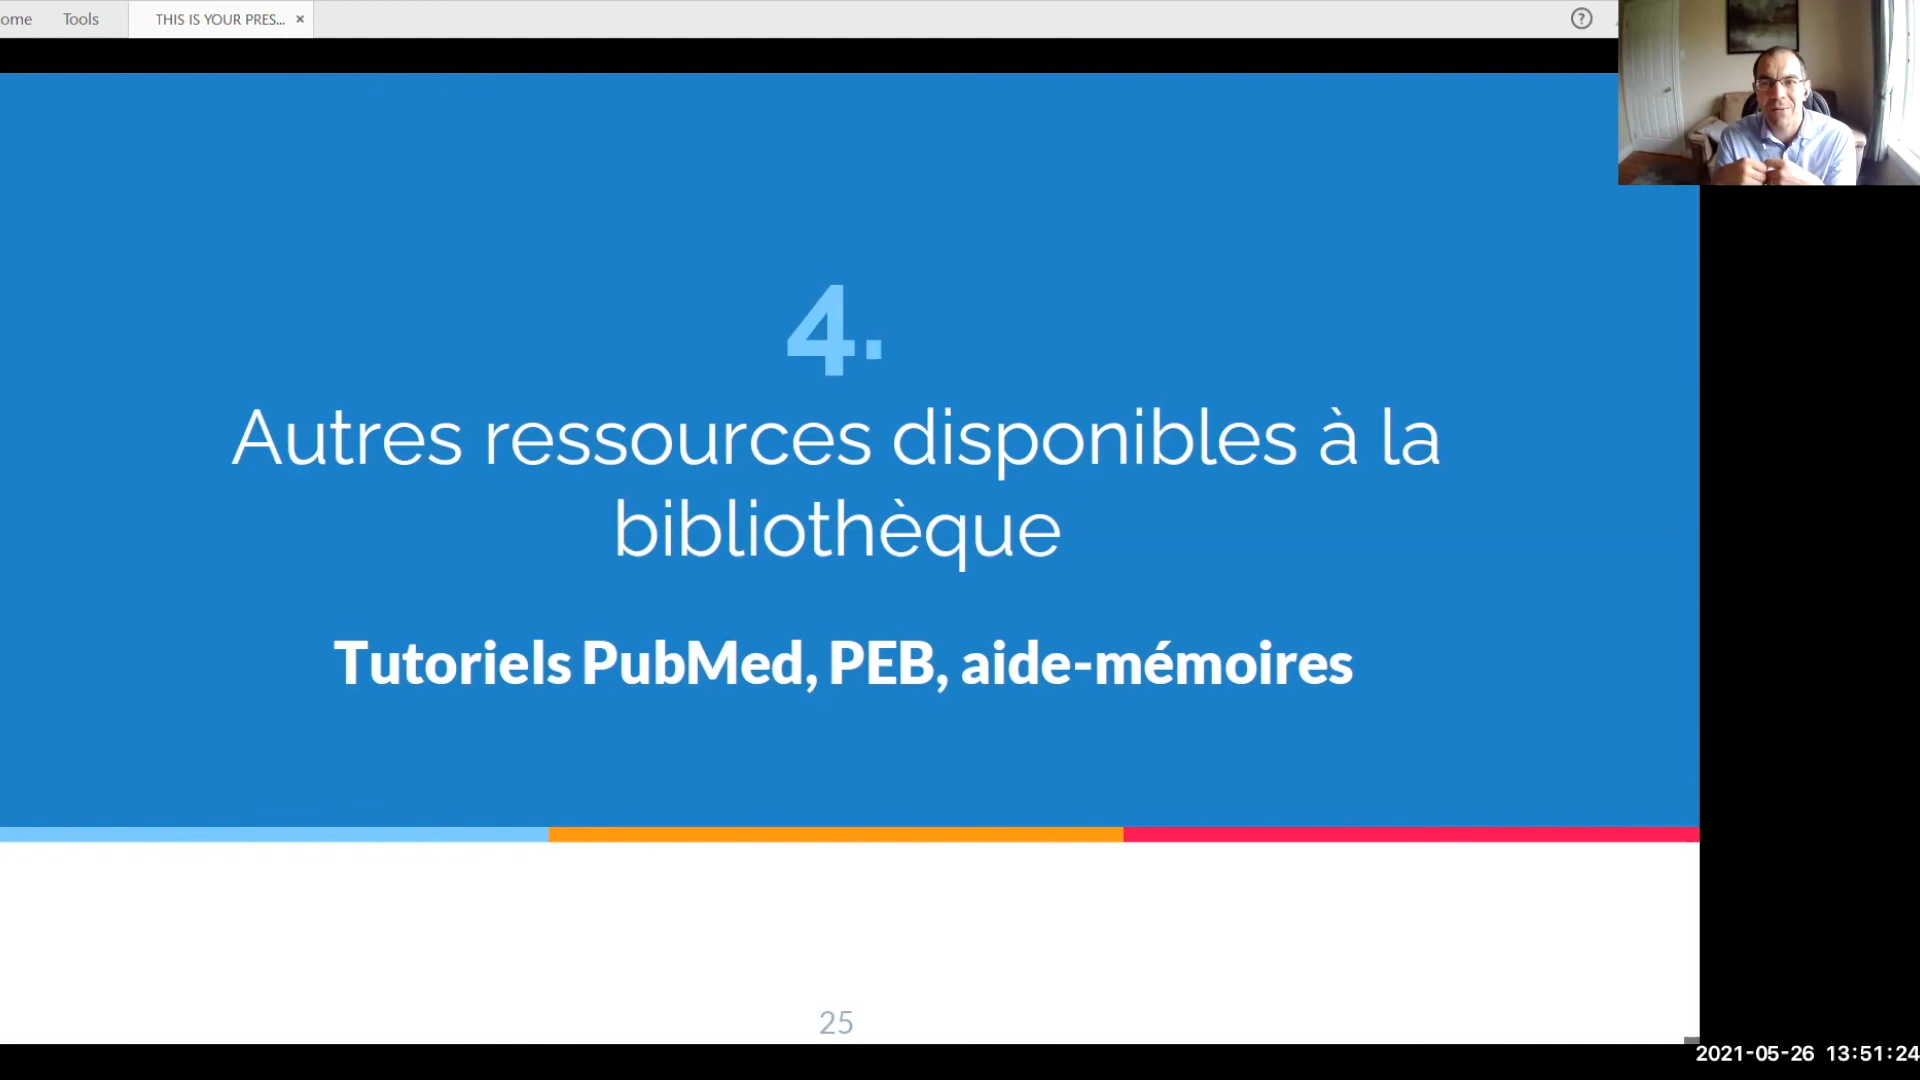 ome Tools THIS IS YOUR PRES... ×
?
4.
Autres ressources disponibles à la
bibliothèque
Tutoriels PubMed, PEB, aide-mémoires
25
2021-05-26 13:51:24